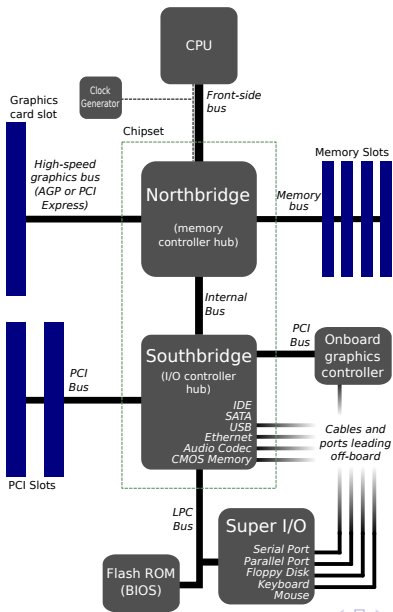 CPU
Clock
Generator
Front-side
bus
Graphics
card slot
Chipset
High-speed
graphics bus
(AGP or PCI
Express)
Northbridge
(memory
controller hub)
Memory
bus
Memory Slots
Internal
Bus
PCI
Bus
Southbridge
(I/O controller
hub)
IDE
SATA
USB
Ethernet
Audio Codec
CMOS Memory
PCI
Bus
Onboard
graphics
controller
Cables and
ports leading
off-board
PCI Slots
LPC
Bus
Super I/O
Serial Port
Parallel Port
Floppy Disk
Keyboard
Mouse
Flash ROM
(BIOS)